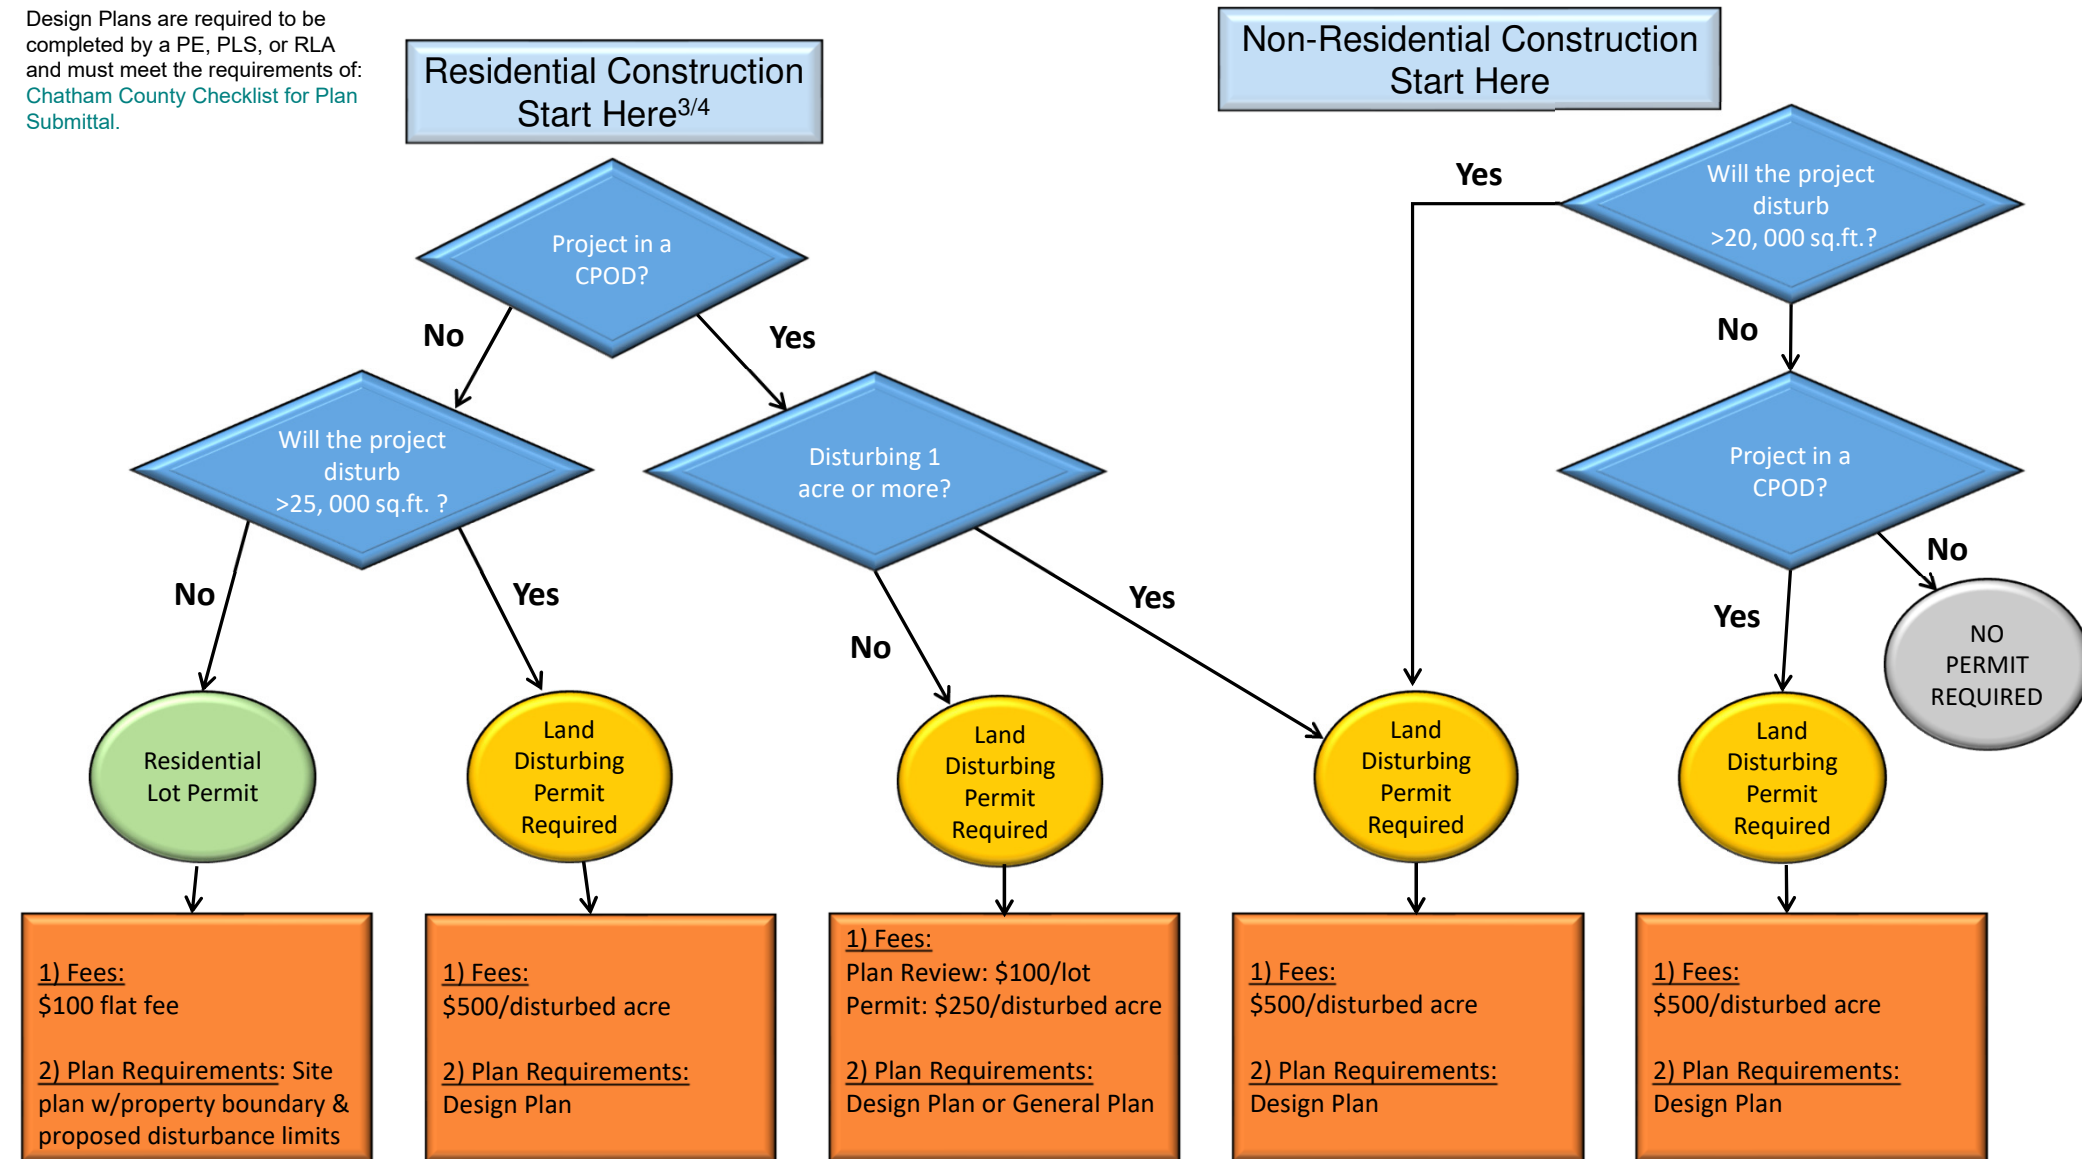 Design Plans are required to be
completed by a PE, PLS, or RLA
and must meet the requirements of:
Chatham County Checklist for Plan
Submittal.
Residential Construction
Start Here3/4
Non-Residential Construction
Start Here
Project in a
CPOD?
No
Yes
Will the project
disturb
>25, 000 sq.ft. ?
Disturbing 1
acre or more?
No
Yes
No
Yes
Will the project
disturb
>20, 000 sq.ft.?
Yes
No
Project in a
CPOD?
No
Yes
NO
PERMIT
REQUIRED
Residential
Lot Permit
Land
Disturbing
Permit
Required
Land
Disturbing
Permit
Required
Land
Disturbing
Permit
Required
Land
Disturbing
Permit
Required
1) Fees:
$100 flat fee
2) Plan Requirements: Site
plan w/property boundary &
proposed disturbance limits
1) Fees:
$500/disturbed acre
2) Plan Requirements:
Design Plan
1) Fees:
Plan Review: $100/lot
Permit: $250/disturbed acre
2) Plan Requirements:
Design Plan or General Plan
1) Fees:
$500/disturbed acre
2) Plan Requirements:
Design Plan
1) Fees:
$500/disturbed acre
2) Plan Requirements:
Design Plan